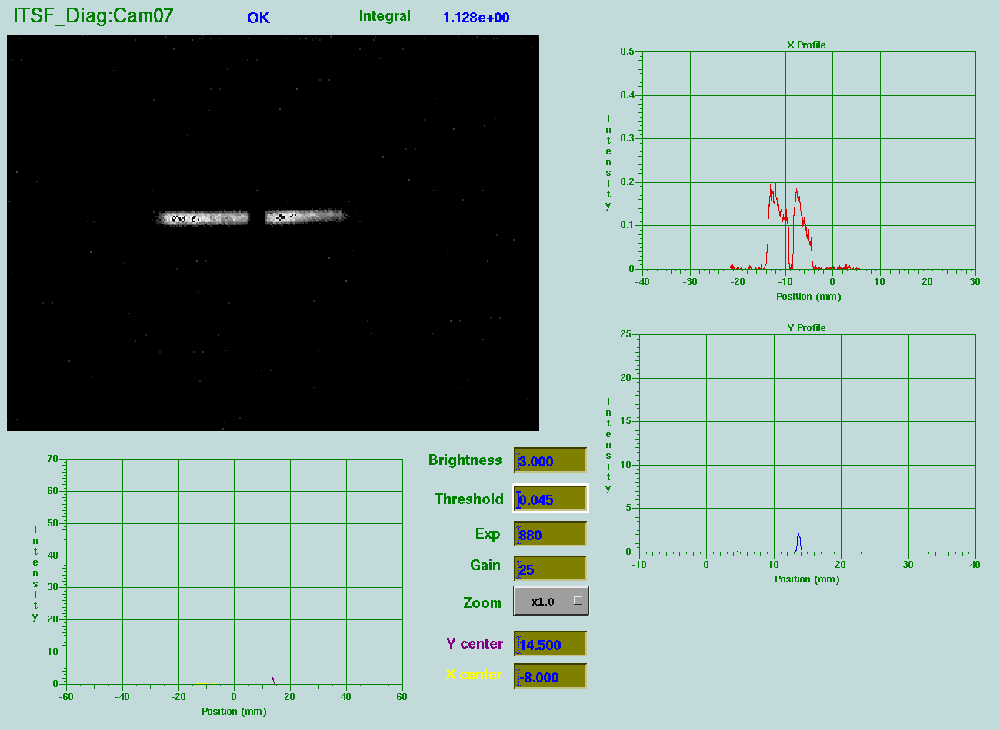 ITSF_Diag:Cam07 OK Integral 1.128e+00
X Profile
0.5
0.4
0.3
0.2
0.1
0
Intensity
-40 -30 -20 -10 0 10 20 30
Position (mm)
Y Profile
25
20
15
10
5
0
Intensity
-10 0 10 20 30 40
Position (mm)
70
60
50
40
30
20
10
0
Intensity
-60 -40 -20 0 20 40 60
Position (mm)
Brightness 3.000
Threshold 0.045
Exp 880
Gain 25
Zoom x1.0
Y center 14.500
X center -8.000